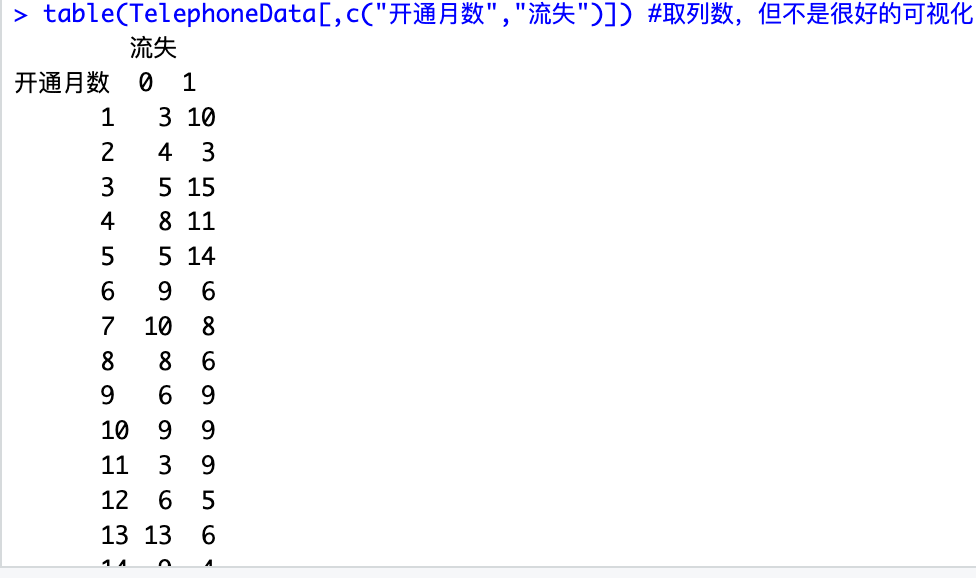 > table(TelephoneData[,c("开通月数","流失")]) #取列数，但不是很好的可视化
流失
开通月数 0 1
1 3 10
2 4 3
3 5 15
4 8 11
5 5 14
6 9 6
7 10 8
8 8 6
9 6 9
10 9 9
11 3 9
12 6 5
13 13 6